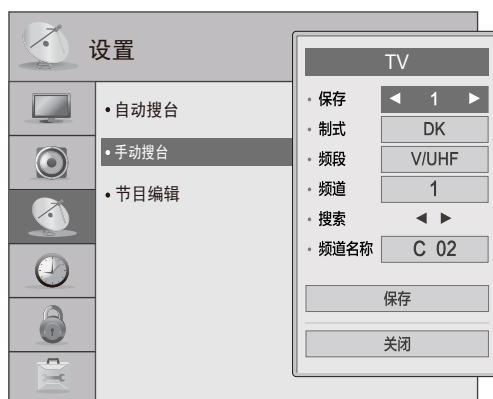 设置
• 自动搜台
• 手动搜台
• 节目编辑
TV
· 保存 ◀ 1 ▶
· 制式 DK
· 频段 V/UHF
· 频道 1
· 搜索 ◀ ▶
· 频道名称 C 02
保存
关闭